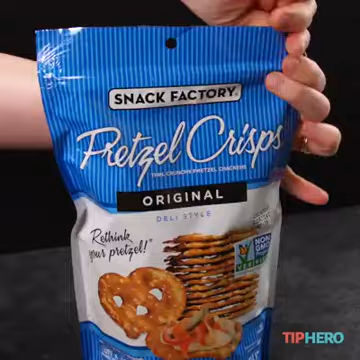 SNACK FACTORY
Pretzel Crisps
THIN, CRUNCHY PRETZEL CRACKERS
ORIGINAL
DELI STYLE
Rethink
your pretzel!
NON
GMO
TIPHERO